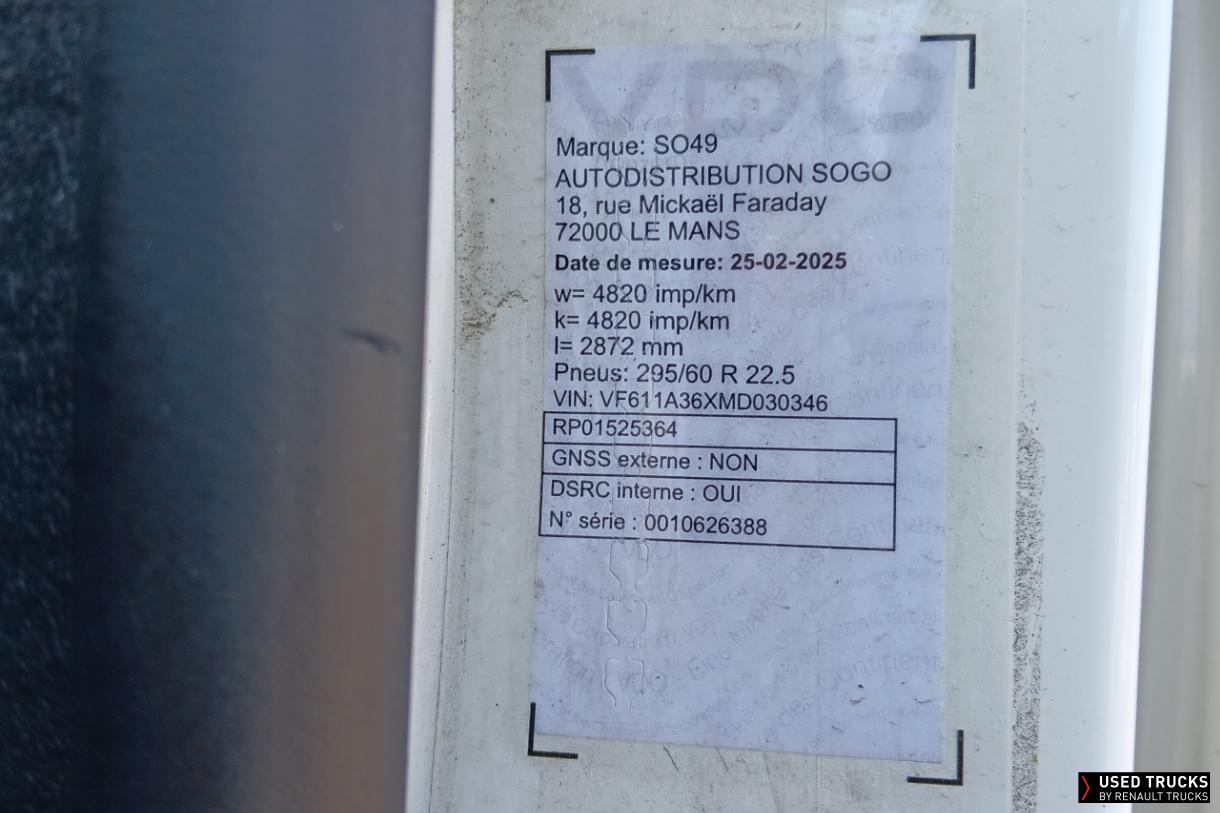 VDO
Marque: SO49
AUTODISTRIBUTION SOGO
18, rue Mickaël Faraday
72000 LE MANS
Date de mesure: 25-02-2025
w= 4820 imp/km
k= 4820 imp/km
l= 2872 mm
Pneus: 295/60 R 22.5
VIN: VF611A36XMD030346
RP01525364
GNSS externe : NON
DSRC interne : OUI
N° série : 0010626388
USED TRUCKS
BY RENAULT TRUCKS